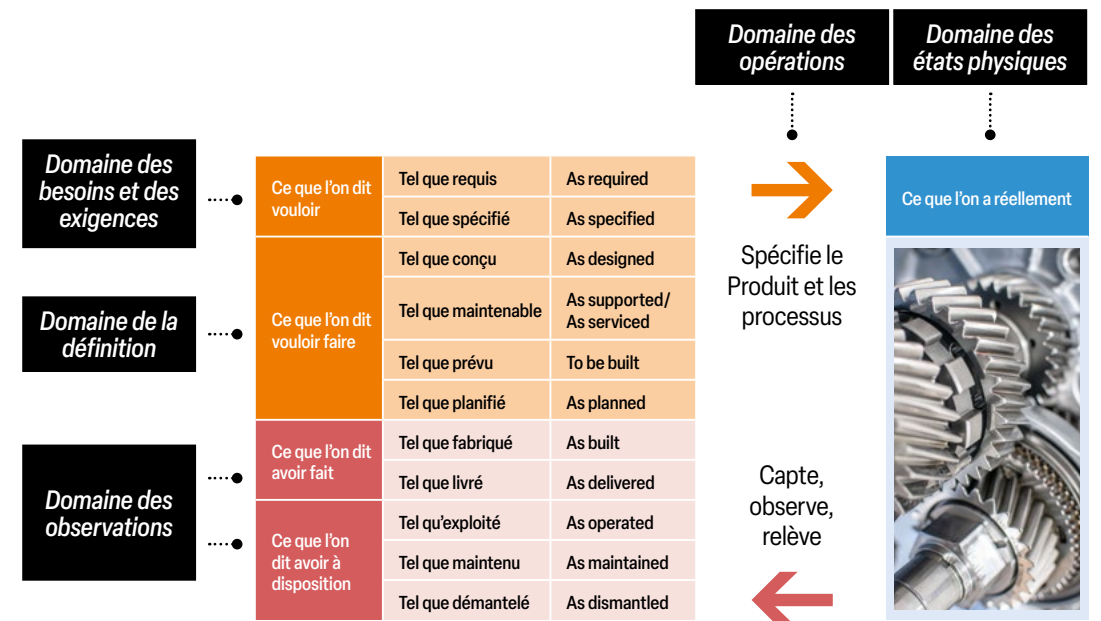 Domaine des
opérations
Domaine des
états physiques
Domaine des
besoins et des
exigences
Ce que l'on dit
vouloir
Tel que requis
As required
Tel que spécifié
As specified
Ce que l'on a réellement
Domaine de la
définition
Ce que l'on dit
vouloir faire
Tel que conçu
As designed
Tel que maintenable
As supported/
As serviced
Tel que prévu
To be built
Tel que planifié
As planned
Spécifie le
Produit et les
processus
Domaine des
observations
Ce que l'on dit
avoir fait
Tel que fabriqué
As built
Tel que livré
As delivered
Ce que l'on
dit avoir à
disposition
Tel qu'exploité
As operated
Tel que maintenu
As maintained
Tel que démantelé
As dismantled
Capte,
observe,
relève